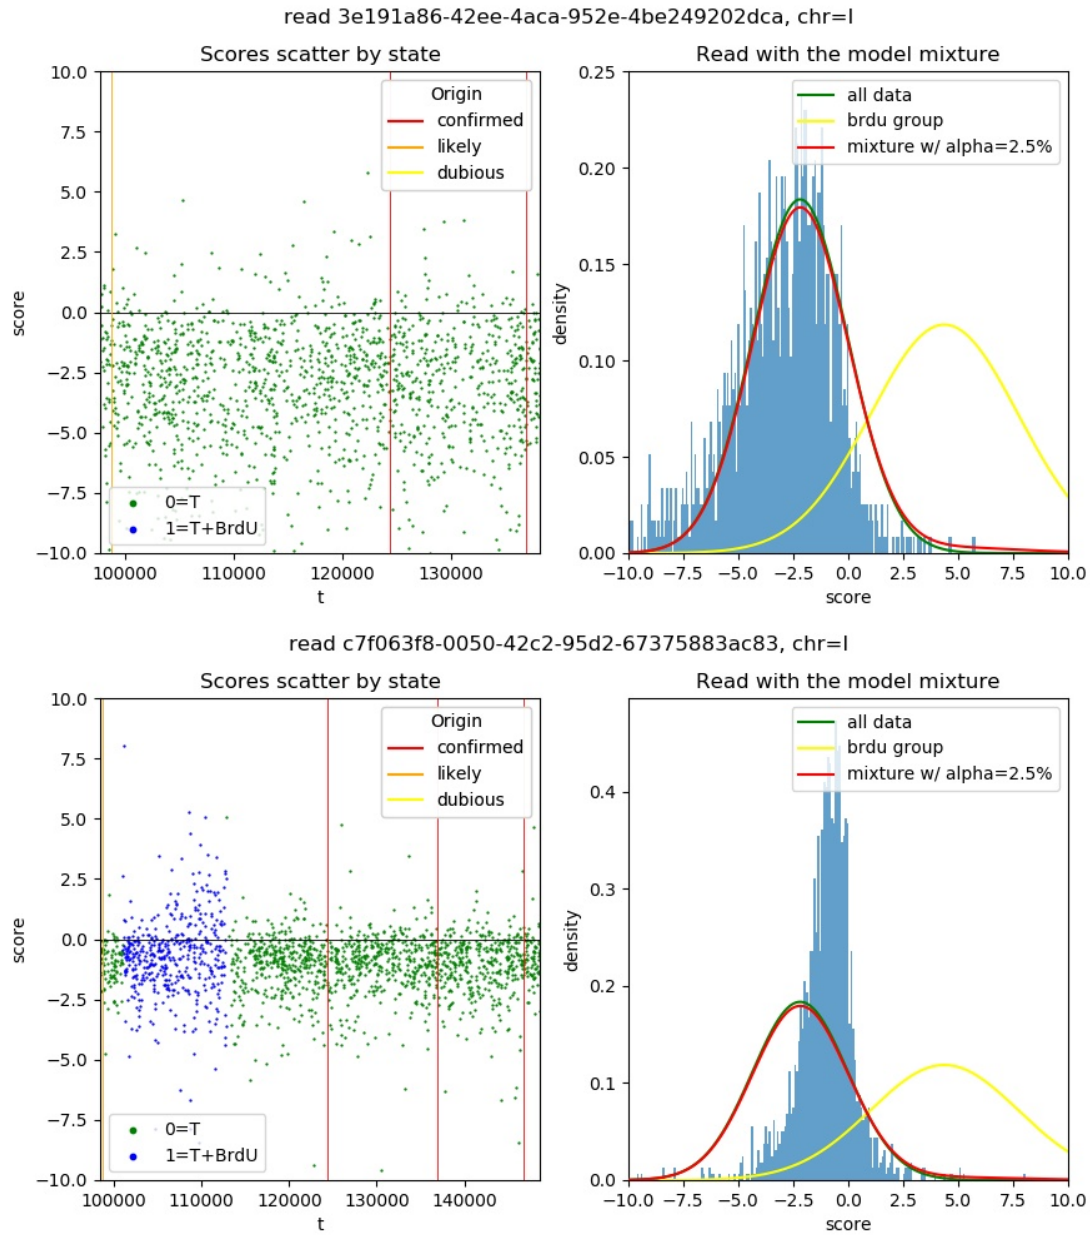 read 3e191a86-42ee-4aca-952e-4be249202dca, chr=I
Scores scatter by state
10.0
7.5
5.0
2.5
0.0
−2.5
−5.0
−7.5
−10.0
score
Origin
confirmed
likely
dubious
0=T
1=T+BrdU
100000 110000 120000 130000
t
Read with the model mixture
0.25
0.20
0.15
0.10
0.05
0.00
density
all data
brdu group
mixture w/ alpha=2.5%
−10.0 −7.5 −5.0 −2.5 0.0 2.5 5.0 7.5 10.0
score
read c7f063f8-0050-42c2-95d2-67375883ac83, chr=I
Scores scatter by state
10.0
7.5
5.0
2.5
0.0
−2.5
−5.0
−7.5
−10.0
score
Origin
confirmed
likely
dubious
0=T
1=T+BrdU
100000 110000 120000 130000 140000
t
Read with the model mixture
0.4
0.3
0.2
0.1
0.0
density
all data
brdu group
mixture w/ alpha=2.5%
−10.0 −7.5 −5.0 −2.5 0.0 2.5 5.0 7.5 10.0
score